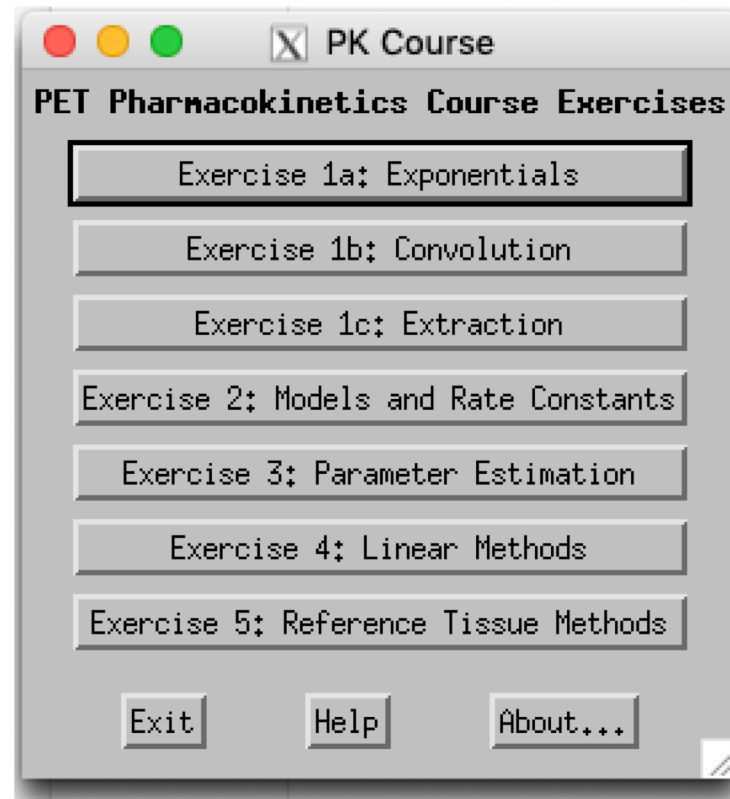 PK Course
PET Pharmacokinetics Course Exercises
Exercise 1a: Exponentials
Exercise 1b: Convolution
Exercise 1c: Extraction
Exercise 2: Models and Rate Constants
Exercise 3: Parameter Estimation
Exercise 4: Linear Methods
Exercise 5: Reference Tissue Methods
Exit Help About...